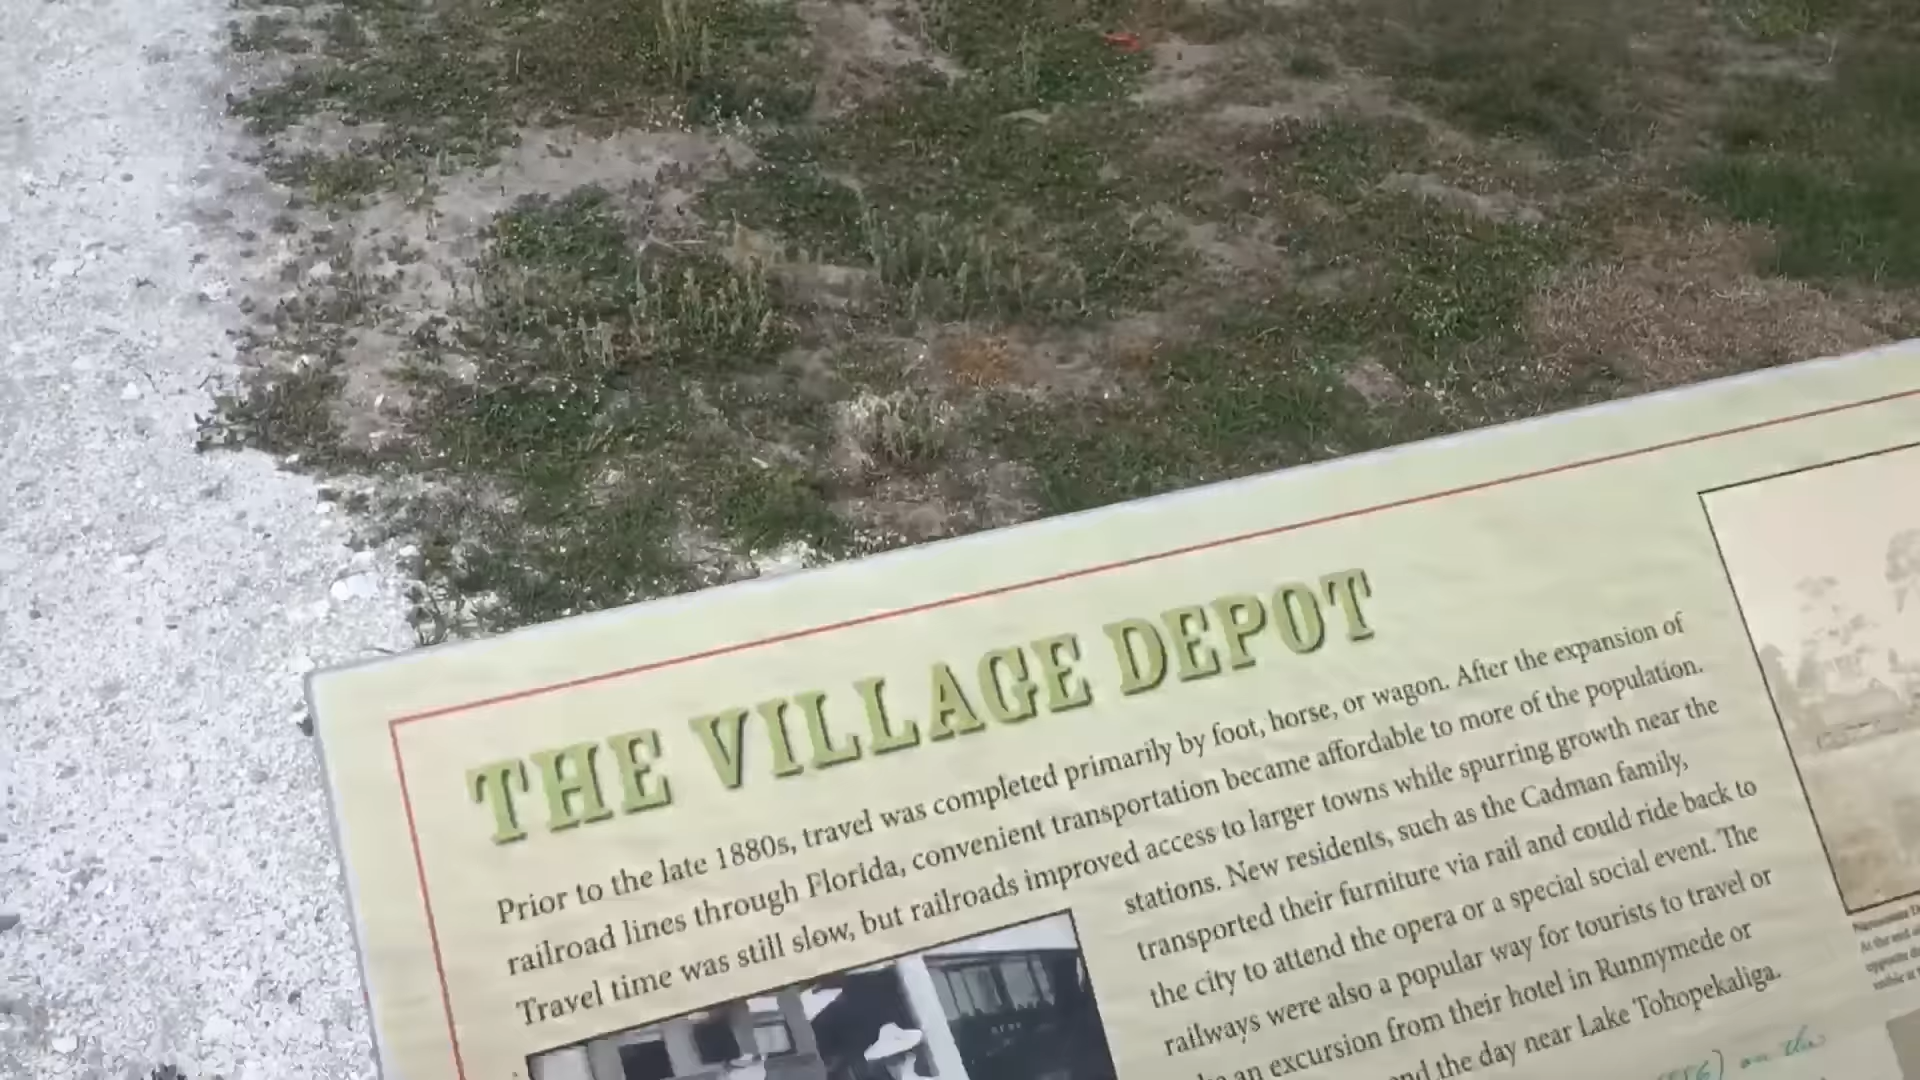 THE VILLAGE DEPOT
Prior to the late 1880s, travel was completed primarily by foot, horse, or wagon. After the expansion of
railroad lines through Florida, convenient transportation became affordable to more of the population.
Travel time was still slow, but railroads improved access to larger towns while spurring growth near the
stations. New residents, such as the Cadman family,
transported their furniture via rail and could ride back to
the city to attend the opera or a special social event. The
railways were also a popular way for tourists to travel or
an excursion from their hotel in Runnymede or
the day near Lake Tohopekaliga.
on the